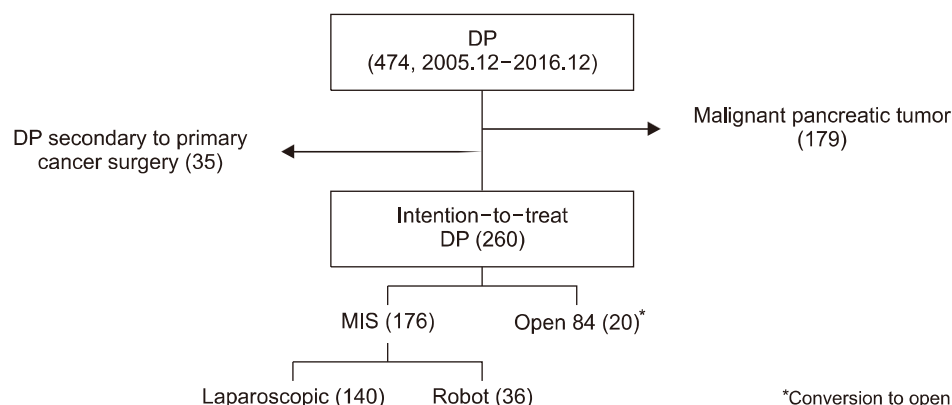 DP
(474, 2005.12−2016.12)
Malignant pancreatic tumor
(179)
DP secondary to primary
cancer surgery (35)
Intention−to−treat
DP (260)
MIS (176)
Open 84 (20)*
Laparoscopic (140)
Robot (36)
*Conversion to open